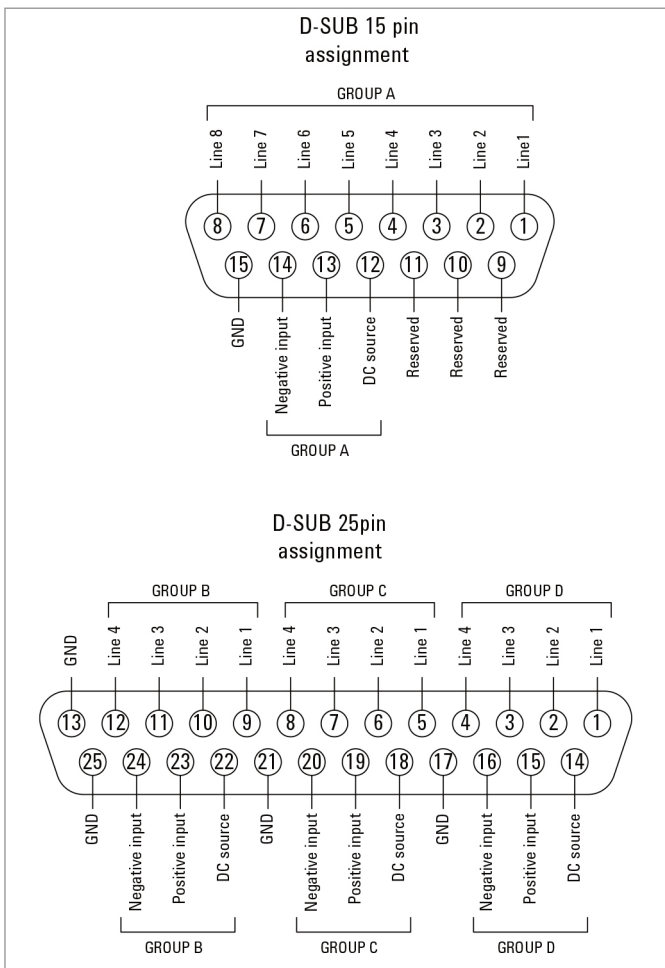 D-SUB 15 pin
assignment
GROUP A
Line 8
Line 7
Line 6
Line 5
Line 4
Line 3
Line 2
Line1
8
7
6
5
4
3
2
1
15
14
13
12
11
10
9
GND
Negative input
Positive input
DC source
Reserved
Reserved
Reserved
GROUP A
D-SUB 25pin
assignment
GROUP B
GROUP C
GROUP D
GND
Line 4
Line 3
Line 2
Line 1
Line 4
Line 3
Line 2
Line 1
Line 4
Line 3
Line 2
Line 1
13
12
11
10
9
8
7
6
5
4
3
2
1
25
24
23
22
21
20
19
18
17
16
15
14
GND
Negative input
Positive input
DC source
GND
Negative input
Positive input
DC source
GND
Negative input
Positive input
DC source
GROUP B
GROUP C
GROUP D